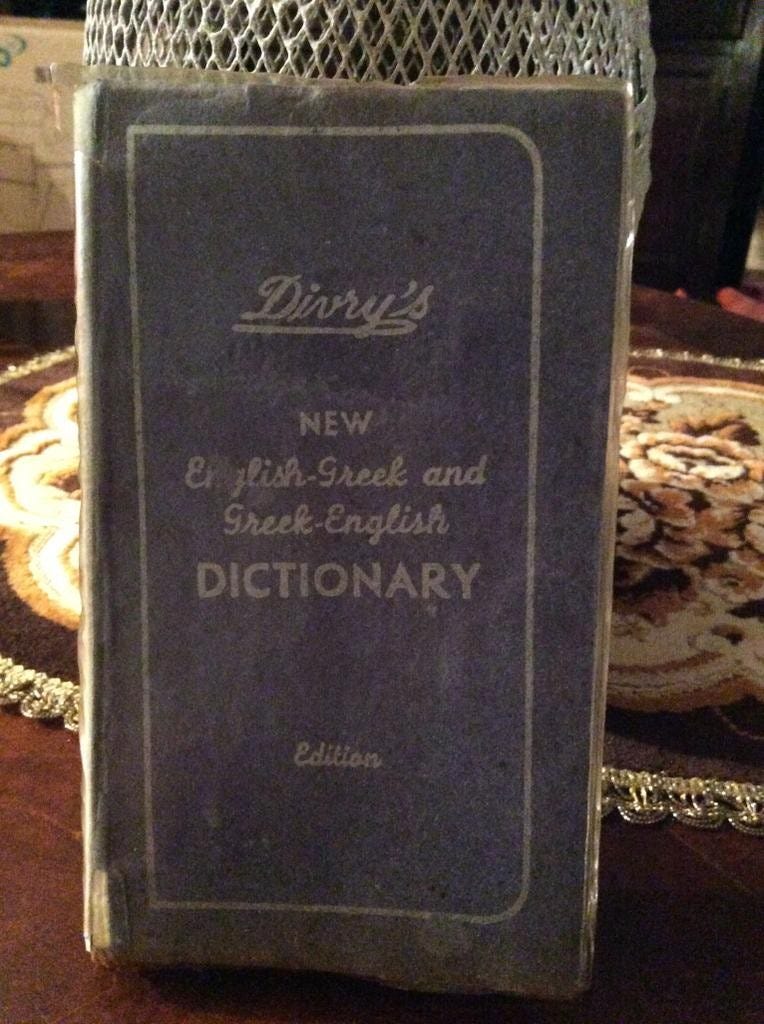 Divry's
NEW
English-Greek and
Greek-English
DICTIONARY
Edition